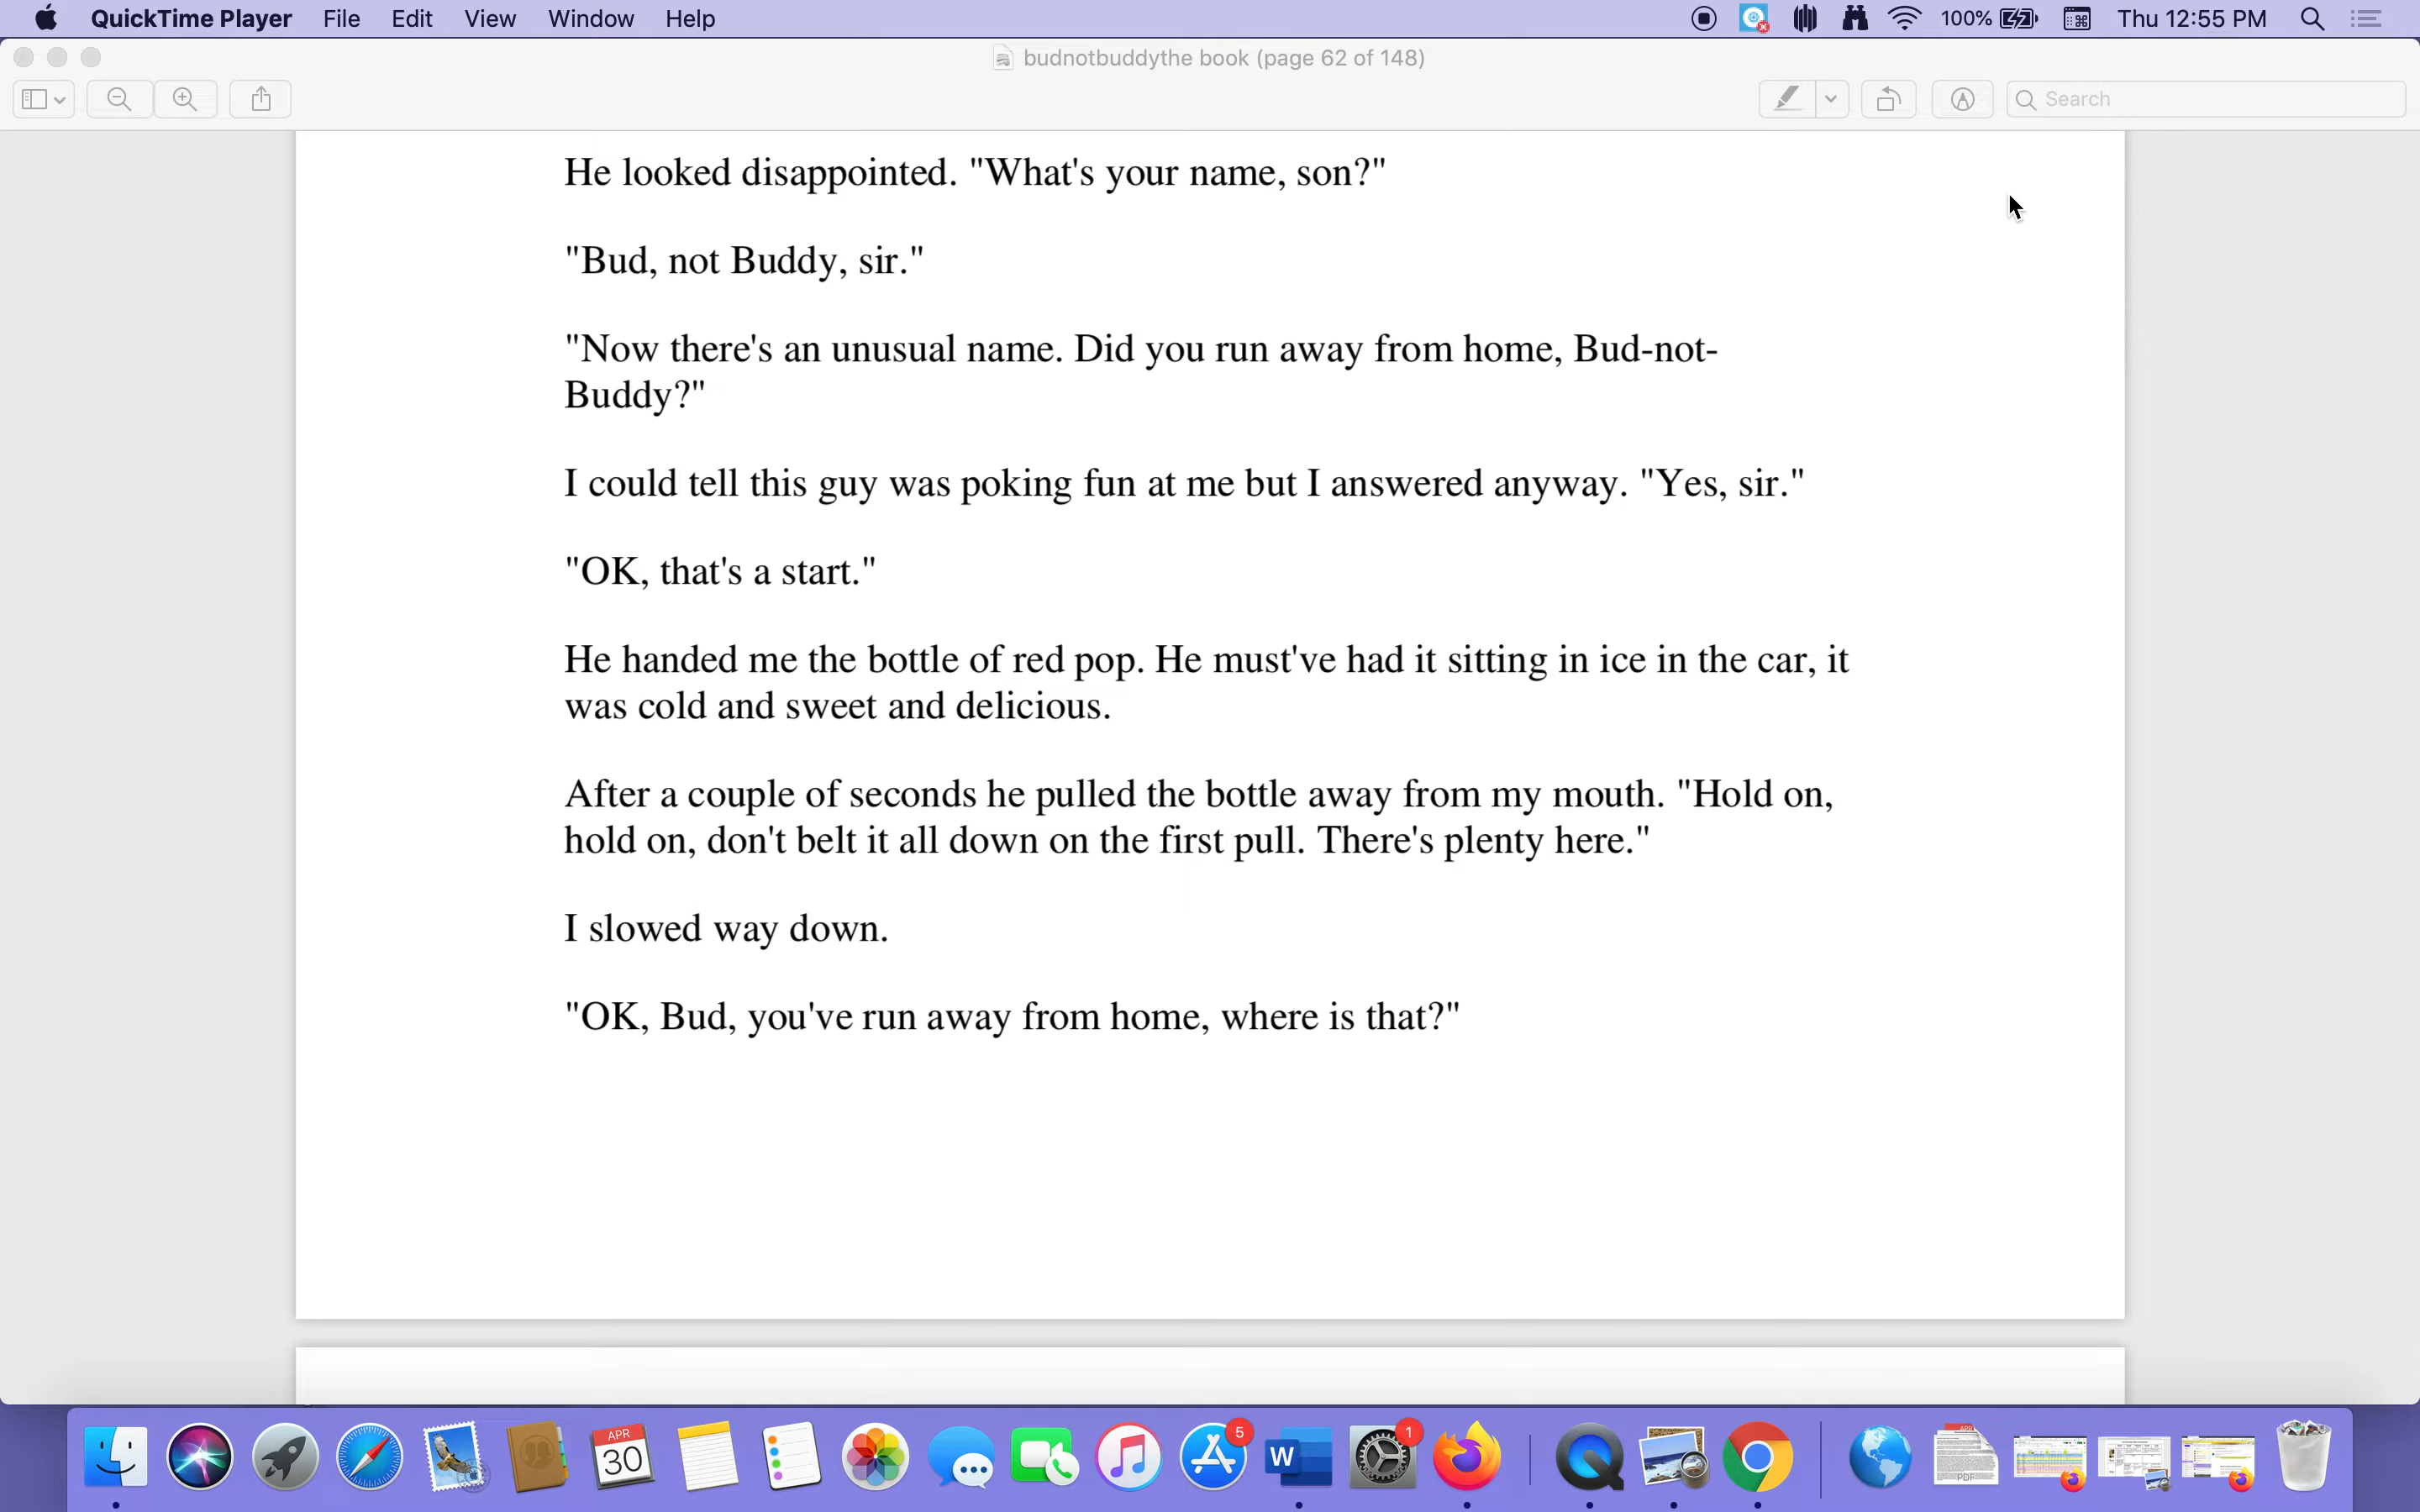 QuickTime Player File Edit View Window Help 100% Thu 12:55 PM
budnotbuddythe book (page 62 of 148)
Search
He looked disappointed. "What's your name, son?"
"Bud, not Buddy, sir."
"Now there's an unusual name. Did you run away from home, Bud-not-
Buddy?"
I could tell this guy was poking fun at me but I answered anyway. "Yes, sir."
"OK, that's a start."
He handed me the bottle of red pop. He must've had it sitting in ice in the car, it
was cold and sweet and delicious.
After a couple of seconds he pulled the bottle away from my mouth. "Hold on,
hold on, don't belt it all down on the first pull. There's plenty here."
I slowed way down.
"OK, Bud, you've run away from home, where is that?"
APR
30
5
W
1
PDF